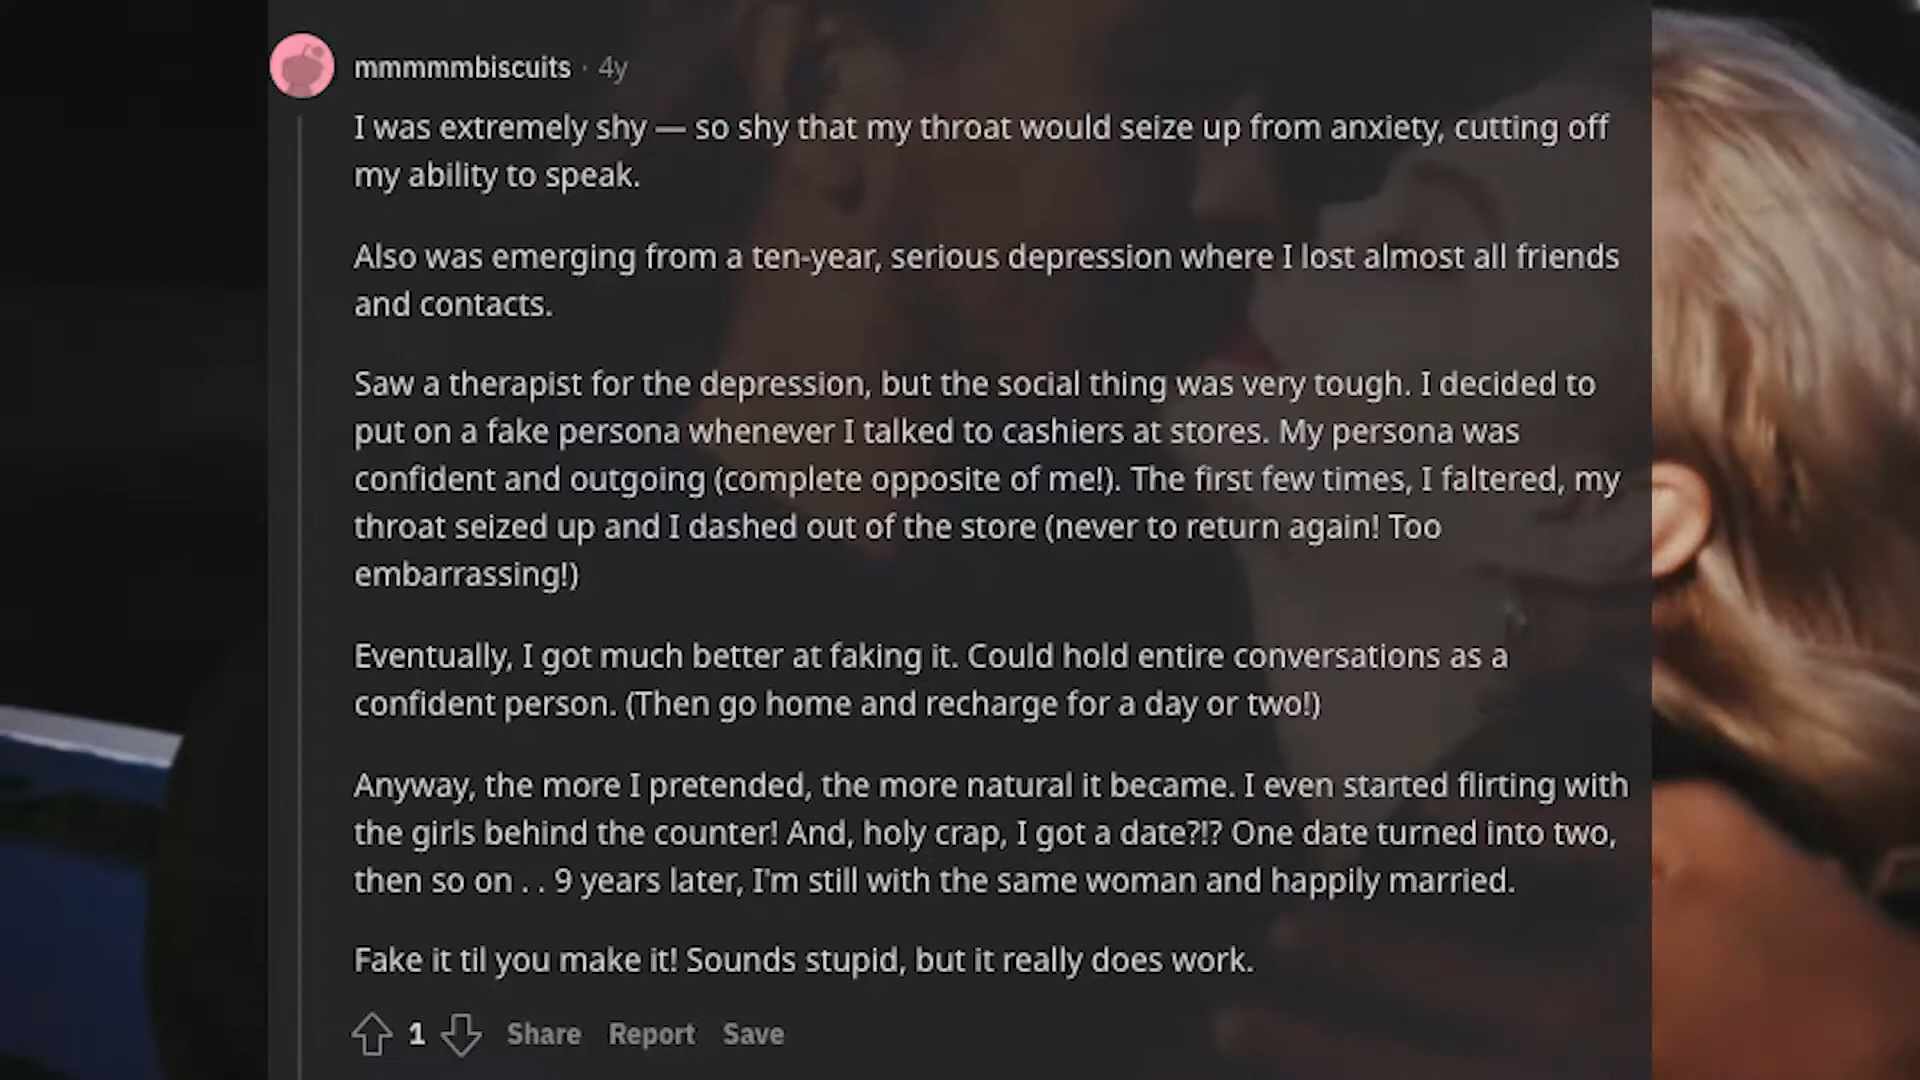 mmmmmbiscuits · 4y
I was extremely shy — so shy that my throat would seize up from anxiety, cutting off
my ability to speak.
Also was emerging from a ten-year, serious depression where I lost almost all friends
and contacts.
Saw a therapist for the depression, but the social thing was very tough. I decided to
put on a fake persona whenever I talked to cashiers at stores. My persona was
confident and outgoing (complete opposite of me!). The first few times, I faltered, my
throat seized up and I dashed out of the store (never to return again! Too
embarrassing!)
Eventually, I got much better at faking it. Could hold entire conversations as a
confident person. (Then go home and recharge for a day or two!)
Anyway, the more I pretended, the more natural it became. I even started flirting with
the girls behind the counter! And, holy crap, I got a date?!? One date turned into two,
then so on . . 9 years later, I'm still with the same woman and happily married.
Fake it til you make it! Sounds stupid, but it really does work.
1 Share Report Save